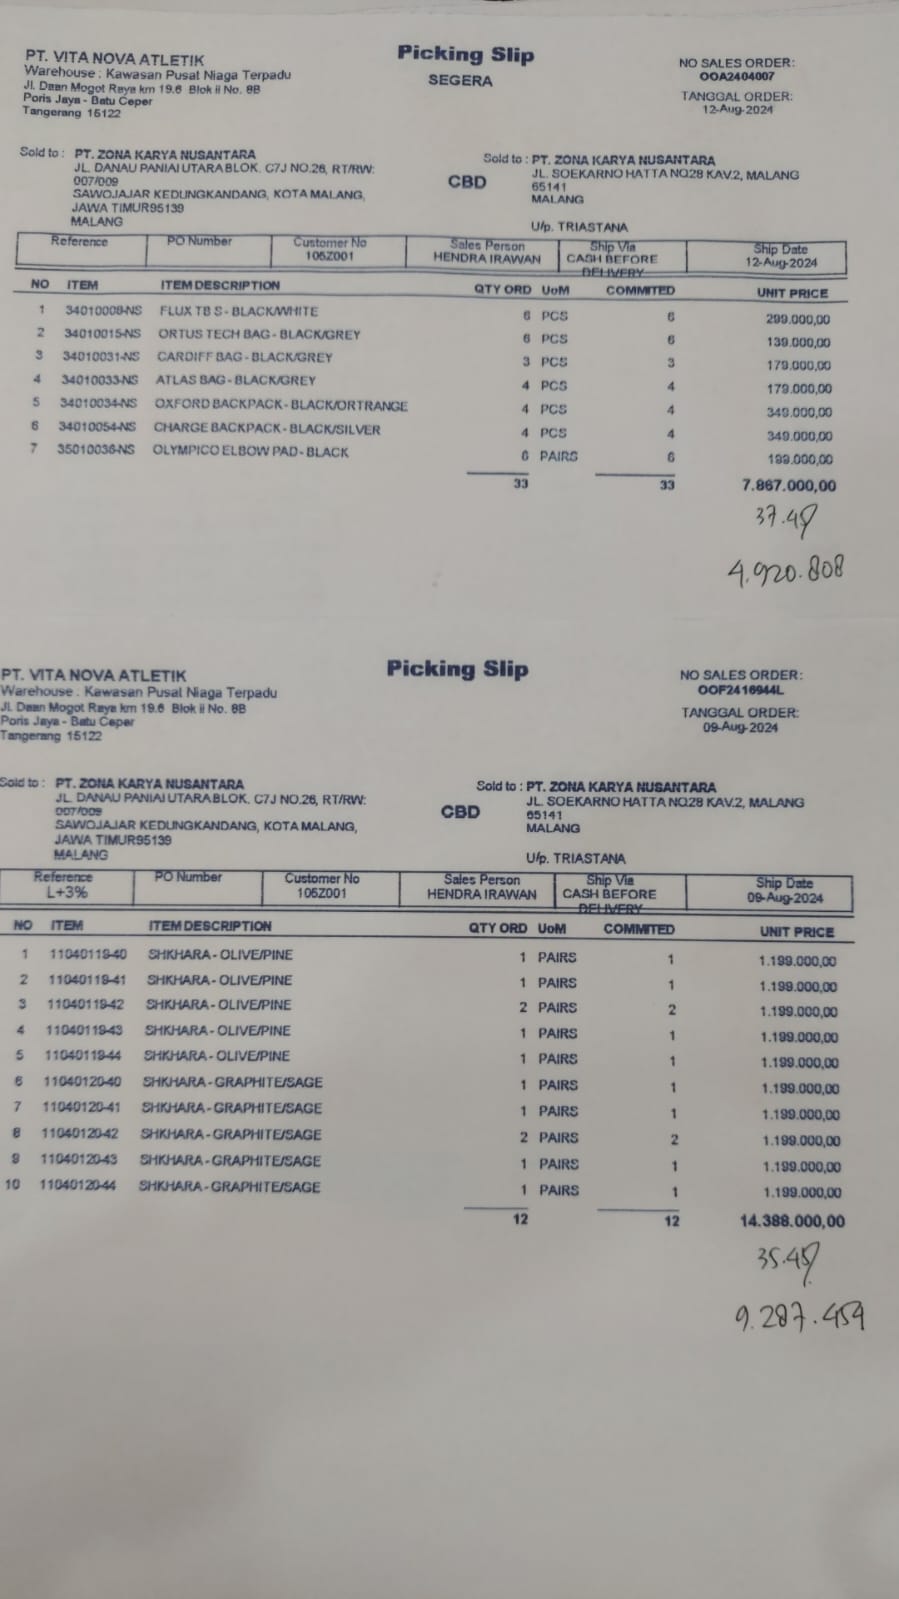 PT. VITA NOVA ATLETIK
Warehouse : Kawasan Pusat Niaga Terpadu
Jl. Daan Mogot Raya km 19.6 Blok ii No. 8B
Poris Jaya - Batu Ceper
Tangerang 15122
Picking Slip
SEGERA
NO SALES ORDER:
OOA2404007
TANGGAL ORDER:
12-Aug-2024
Sold to : PT. ZONA KARYA NUSANTARA
JL. DANAU PANIAI UTARA BLOK. C7J NO.26, RT/RW:
007/009
SAWOJAJAR KEDUNGKANDANG, KOTA MALANG,
JAWA TIMUR95139
MALANG
CBD
Sold to : PT. ZONA KARYA NUSANTARA
JL. SOEKARNO HATTA NO28 KAV.2, MALANG
65141
MALANG
U/p. TRIASTANA
Reference PO Number Customer No Sales Person Ship Via Ship Date
105Z001 HENDRA IRAWAN CASH BEFORE DELIVERY 12-Aug-2024
NO ITEM ITEM DESCRIPTION QTY ORD UoM COMMITED UNIT PRICE
1 34010008-NS FLUX TB S - BLACK/WHITE 6 PCS 6 299.000,00
2 34010015-NS ORTUS TECH BAG - BLACK/GREY 6 PCS 6 139.000,00
3 34010031-NS CARDIFF BAG - BLACK/GREY 3 PCS 3 179.000,00
4 34010033-NS ATLAS BAG - BLACK/GREY 4 PCS 4 179.000,00
5 34010034-NS OXFORD BACKPACK - BLACK/ORTRANGE 4 PCS 4 349.000,00
6 34010054-NS CHARGE BACKPACK - BLACK/SILVER 4 PCS 4 349.000,00
7 35010036-NS OLYMPICO ELBOW PAD - BLACK 6 PAIRS 6 199.000,00
33 33 7.867.000,00
37.45
4.920.808
PT. VITA NOVA ATLETIK
Warehouse : Kawasan Pusat Niaga Terpadu
Jl. Daan Mogot Raya km 19.6 Blok ii No. 8B
Poris Jaya - Batu Ceper
Tangerang 15122
Picking Slip
NO SALES ORDER:
OOF2416944L
TANGGAL ORDER:
09-Aug-2024
Sold to : PT. ZONA KARYA NUSANTARA
JL. DANAU PANIAI UTARA BLOK. C7J NO.26, RT/RW:
007/009
SAWOJAJAR KEDUNGKANDANG, KOTA MALANG,
JAWA TIMUR95139
MALANG
CBD
Sold to : PT. ZONA KARYA NUSANTARA
JL. SOEKARNO HATTA NO28 KAV.2, MALANG
65141
MALANG
U/p. TRIASTANA
Reference PO Number Customer No Sales Person Ship Via Ship Date
L+3% 105Z001 HENDRA IRAWAN CASH BEFORE DELIVERY 09-Aug-2024
NO ITEM ITEM DESCRIPTION QTY ORD UoM COMMITED UNIT PRICE
1 11040119-40 SHKHARA - OLIVE/PINE 1 PAIRS 1 1.199.000,00
2 11040119-41 SHKHARA - OLIVE/PINE 1 PAIRS 1 1.199.000,00
3 11040119-42 SHKHARA - OLIVE/PINE 2 PAIRS 2 1.199.000,00
4 11040119-43 SHKHARA - OLIVE/PINE 1 PAIRS 1 1.199.000,00
5 11040119-44 SHKHARA - OLIVE/PINE 1 PAIRS 1 1.199.000,00
6 11040120-40 SHKHARA - GRAPHITE/SAGE 1 PAIRS 1 1.199.000,00
7 11040120-41 SHKHARA - GRAPHITE/SAGE 1 PAIRS 1 1.199.000,00
8 11040120-42 SHKHARA - GRAPHITE/SAGE 2 PAIRS 2 1.199.000,00
9 11040120-43 SHKHARA - GRAPHITE/SAGE 1 PAIRS 1 1.199.000,00
10 11040120-44 SHKHARA - GRAPHITE/SAGE 1 PAIRS 1 1.199.000,00
12 12 14.388.000,00
35.45
9.287.454